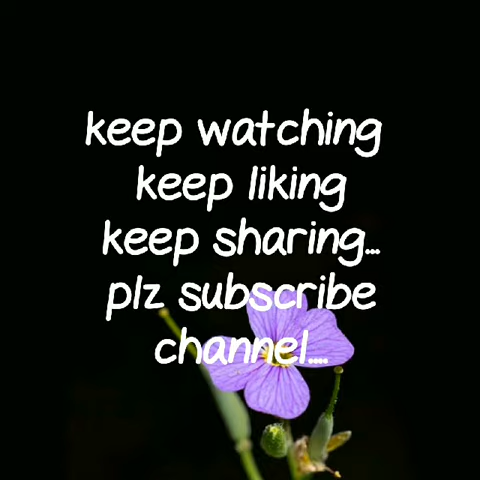 keep watching
keep liking
keep sharing...
plz subscribe
channel....